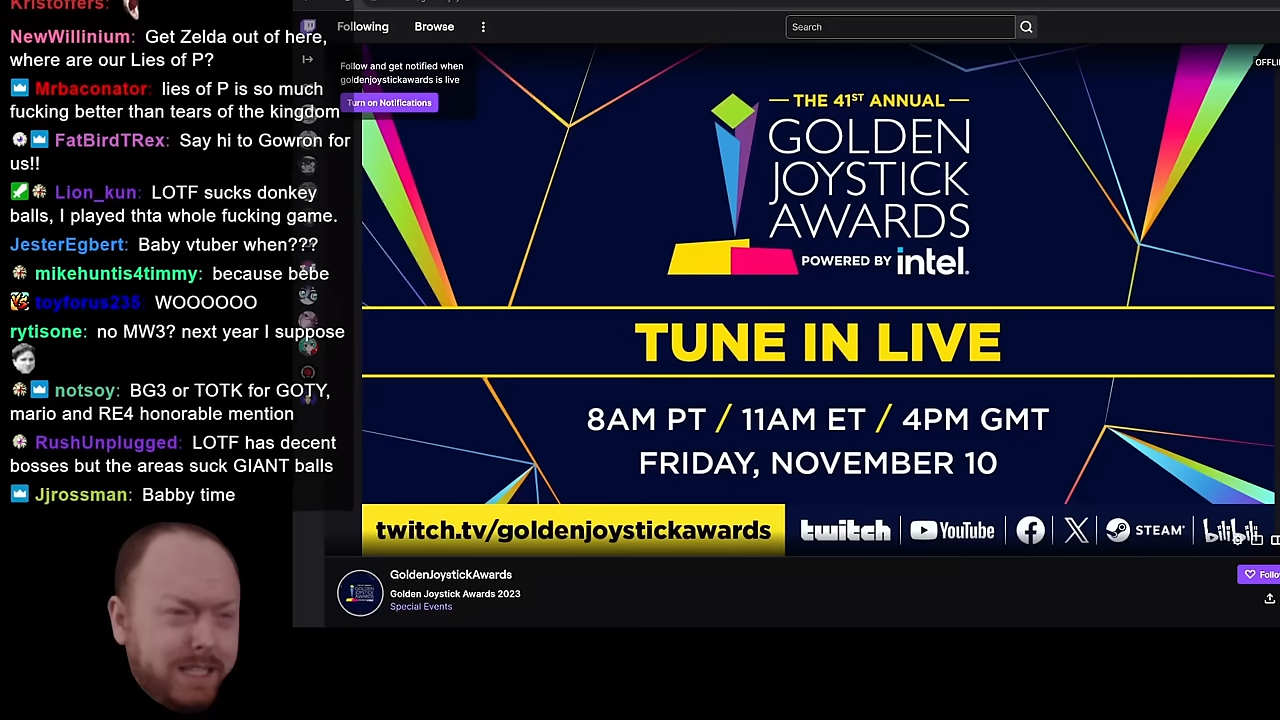 Kristoffers:
NewWillinium: Get Zelda out of here,
where are our Lies of P?
Mrbaconator: lies of P is so much
fucking better than tears of the kingdom
FatBirdTRex: Say hi to Gowron for
us!!
Lion_kun: LOTF sucks donkey
balls, I played thta whole fucking game.
JesterEgbert: Baby vtuber when???
mikehuntis4timmy: because bebe
toyforus235: WOOOOOO
rytisone: no MW3? next year I suppose
notsoy: BG3 or TOTK for GOTY,
mario and RE4 honorable mention
RushUnplugged: LOTF has decent
bosses but the areas suck GIANT balls
Jjrossman: Babby time
Following Browse
Search
Follow and get notified when
goldenjoystickawards is live
Turn on Notifications
OFFLI
THE 41ST ANNUAL
GOLDEN
JOYSTICK
AWARDS
POWERED BY intel.
TUNE IN LIVE
8AM PT / 11AM ET / 4PM GMT
FRIDAY, NOVEMBER 10
twitch.tv/goldenjoystickawards twitch YouTube STEAM bilibili
GoldenJoystickAwards
Golden Joystick Awards 2023
Special Events
Follo